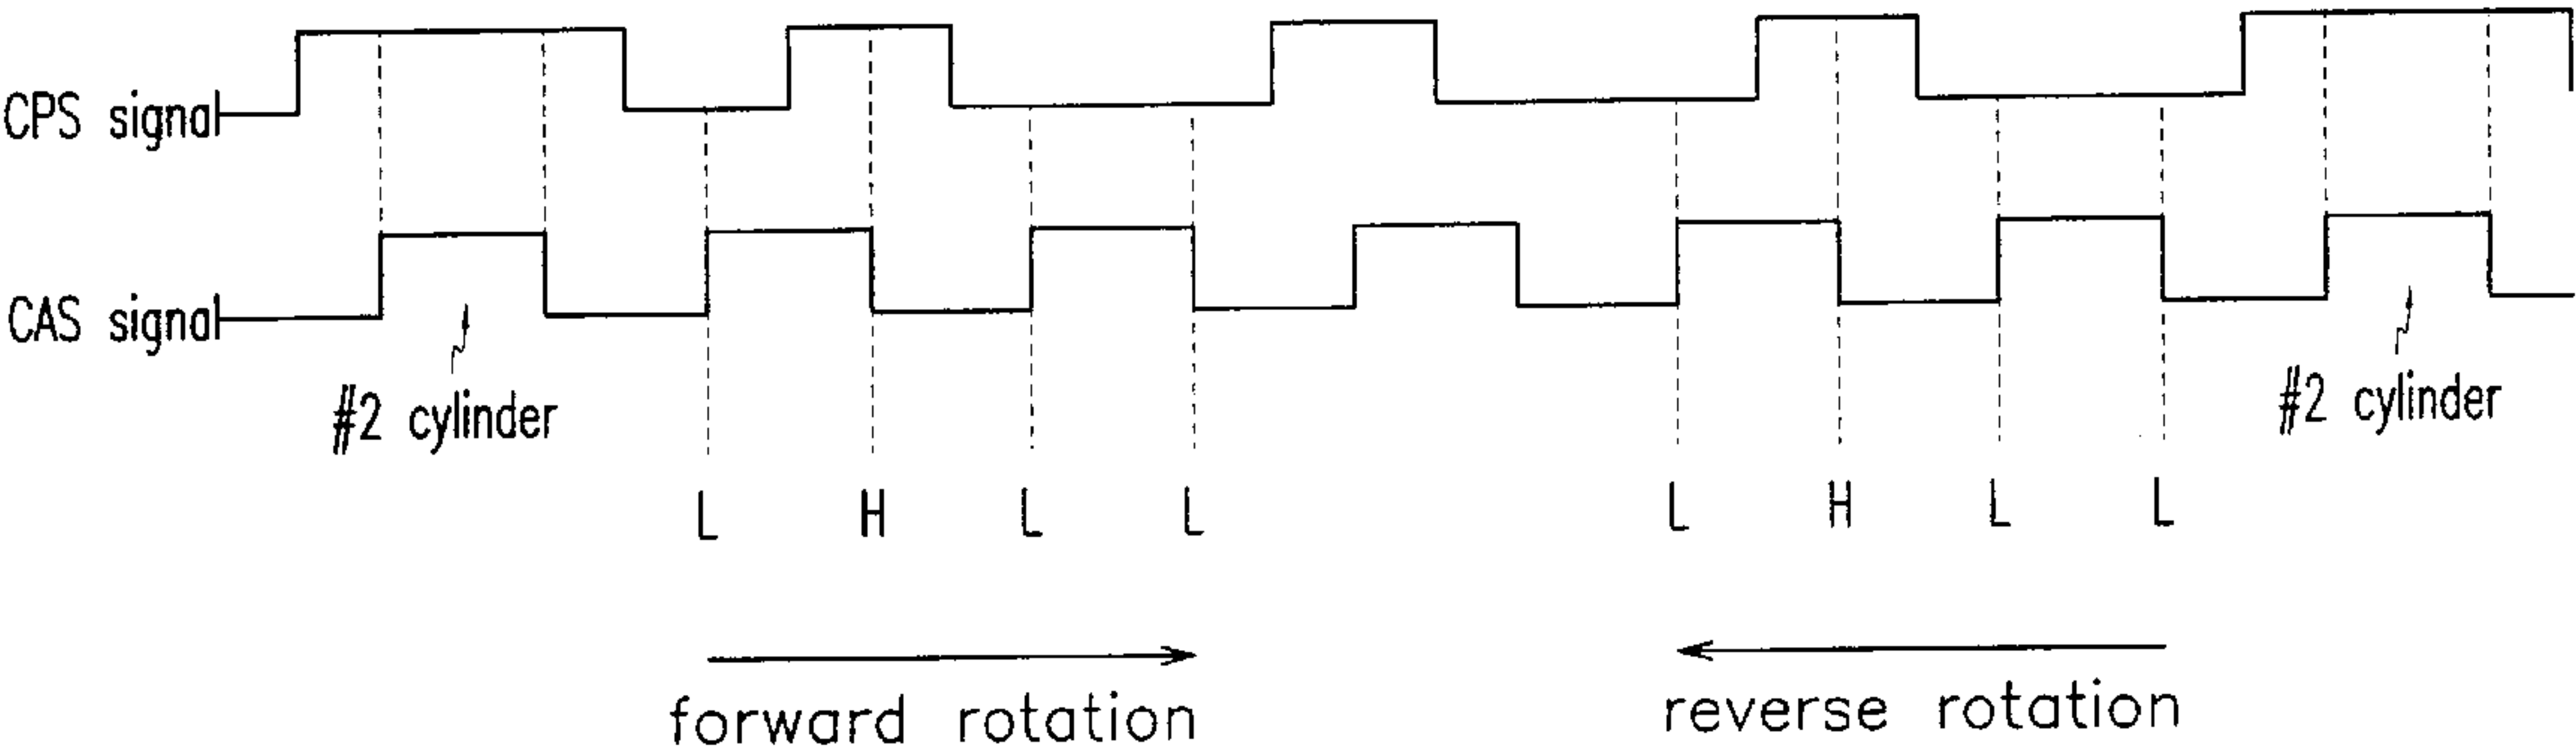 CPS signal
CAS signal
#2 cylinder
#2 cylinder
L H L L
L H L L
forward rotation
reverse rotation